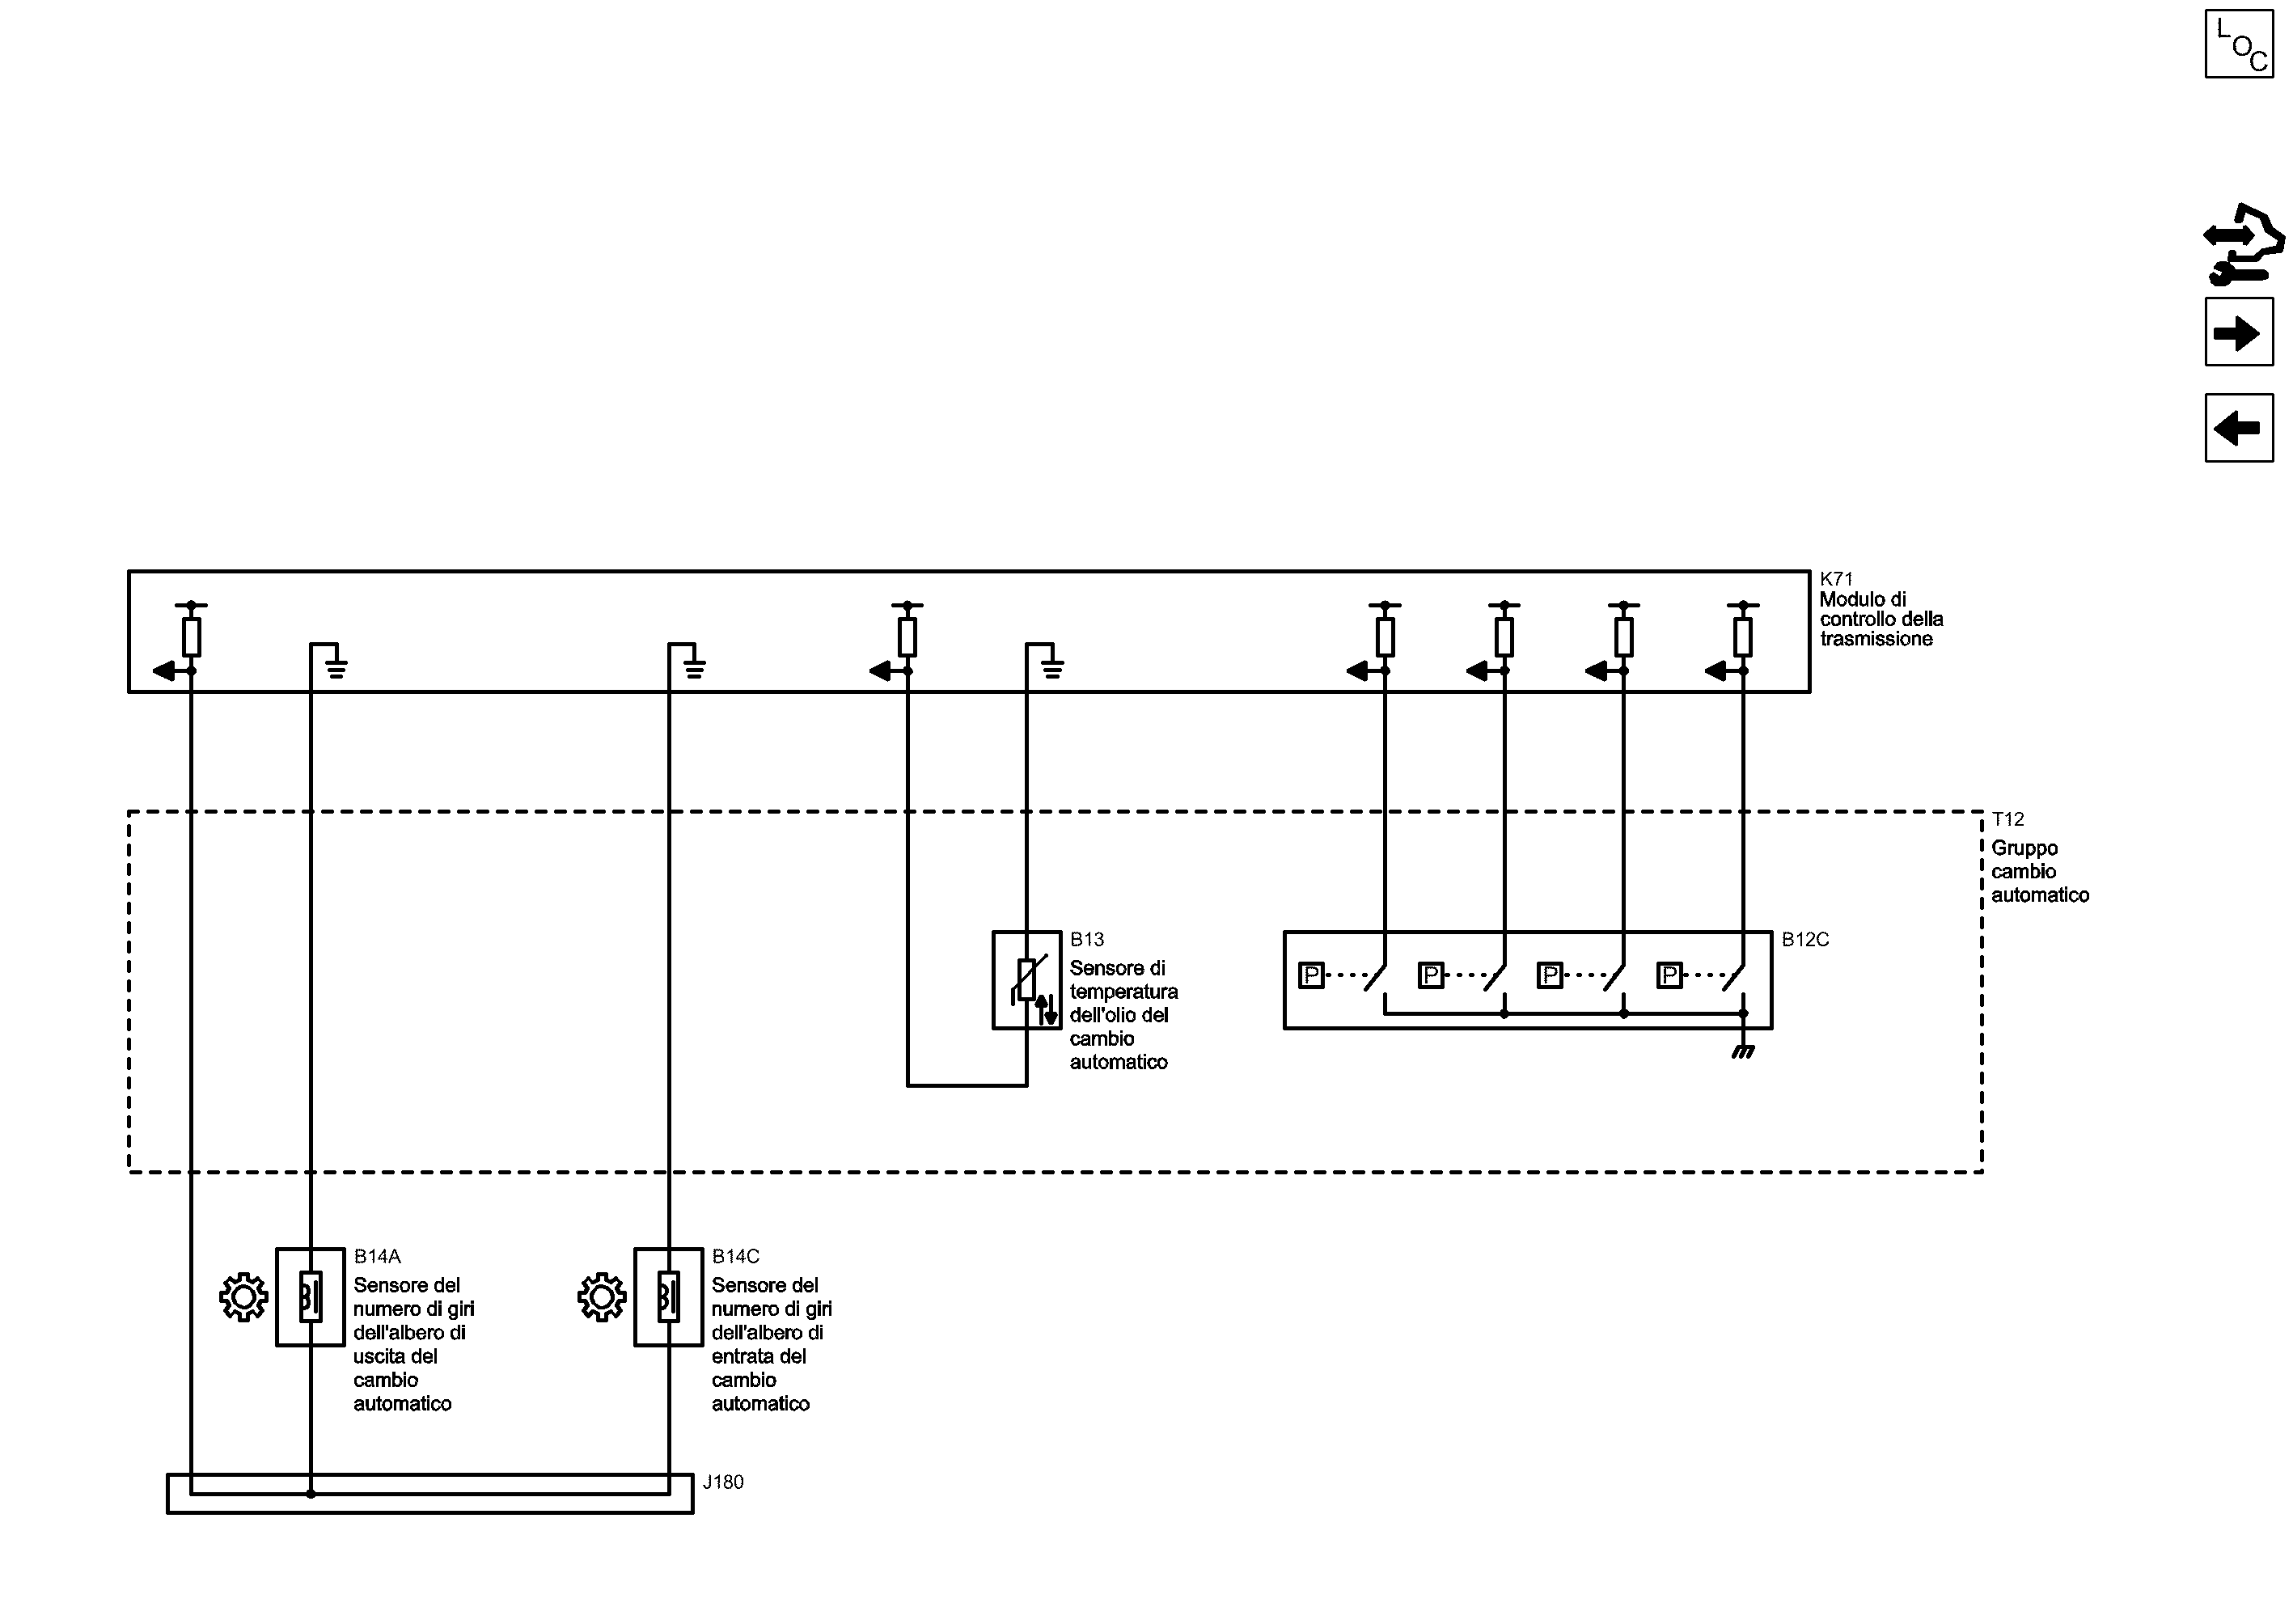 LOC
K71
Modulo di
controllo della
trasmissione
T12
Gruppo
cambio
automatico
B13
Sensore di
temperatura
dell'olio del
cambio
automatico
B12C
P
P
P
P
B14A
Sensore del
numero di giri
dell'albero di
uscita del
cambio
automatico
B14C
Sensore del
numero di giri
dell'albero di
entrata del
cambio
automatico
J180